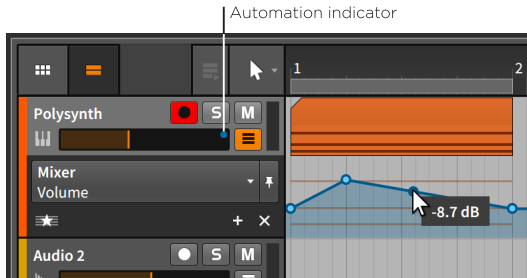 Automation indicator
1
2
Polysynth
S M
Mixer
Volume
-8.7 dB
Audio 2
S M